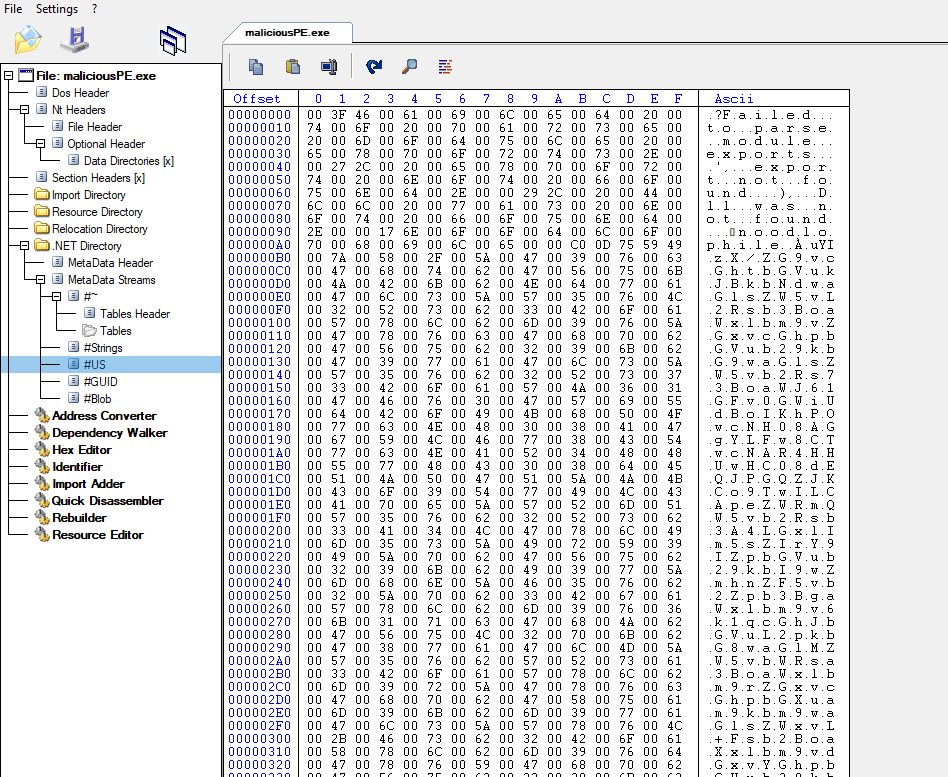 File Settings ?
maliciousPE.exe
File: maliciousPE.exe
Dos Header
Nt Headers
File Header
Optional Header
Data Directories [x]
Section Headers [x]
Import Directory
Resource Directory
Relocation Directory
.NET Directory
MetaData Header
MetaData Streams
#~
Tables Header
Tables
#Strings
#US
#GUID
#Blob
Address Converter
Dependency Walker
Hex Editor
Identifier
Import Adder
Quick Disassembler
Rebuilder
Resource Editor
Offset 0 1 2 3 4 5 6 7 8 9 A B C D E F Ascii
00000000 00 3F 46 00 61 00 69 00 6C 00 65 00 64 00 20 00 .?F.a.i.l.e.d...
00000010 74 00 6F 00 20 00 70 00 61 00 72 00 73 00 65 00 t.o...p.a.r.s.e.
00000020 20 00 6D 00 6F 00 64 00 75 00 6C 00 65 00 20 00 ..m.o.d.u.l.e...
00000030 65 00 78 00 70 00 6F 00 72 00 74 00 73 00 2E 00 e.x.p.o.r.t.s...
00000040 00 27 2C 00 20 00 65 00 78 00 70 00 6F 00 72 00 .',...e.x.p.o.r.
00000050 74 00 20 00 6E 00 6F 00 74 00 20 00 66 00 6F 00 t...n.o.t...f.o.
00000060 75 00 6E 00 64 00 2E 00 00 29 2C 00 20 00 44 00 u.n.d....),...D.
00000070 6C 00 6C 00 20 00 77 00 61 00 73 00 20 00 6E 00 l.l...w.a.s...n.
00000080 6F 00 74 00 20 00 66 00 6F 00 75 00 6E 00 64 00 o.t...f.o.u.n.d.
00000090 2E 00 00 17 6E 00 6F 00 6F 00 64 00 6C 00 6F 00 ...▯n.o.o.d.l.o.
000000A0 70 00 68 00 69 00 6C 00 65 00 00 C0 0D 75 59 49 p.h.i.l.e..À.uYI
000000B0 00 7A 00 58 00 2F 00 5A 00 47 00 39 00 76 00 63 .z.X./.Z.G.9.v.c
000000C0 00 47 00 68 00 74 00 62 00 47 00 56 00 75 00 6B .G.h.t.b.G.V.u.k
000000D0 00 4A 00 42 00 6B 00 62 00 4E 00 64 00 77 00 61 .J.B.k.b.N.d.w.a
000000E0 00 47 00 6C 00 73 00 5A 00 57 00 35 00 76 00 4C .G.l.s.Z.W.5.v.L
000000F0 00 32 00 52 00 73 00 62 00 33 00 42 00 6F 00 61 .2.R.s.b.3.B.o.a
00000100 00 57 00 78 00 6C 00 62 00 6D 00 39 00 76 00 5A .W.x.l.b.m.9.v.Z
00000110 00 47 00 78 00 76 00 63 00 47 00 68 00 70 00 62 .G.x.v.c.G.h.p.b
00000120 00 47 00 56 00 75 00 62 00 32 00 39 00 6B 00 62 .G.V.u.b.2.9.k.b
00000130 00 47 00 39 00 77 00 61 00 47 00 6C 00 73 00 5A .G.9.w.a.G.l.s.Z
00000140 00 57 00 35 00 76 00 62 00 32 00 52 00 73 00 37 .W.5.v.b.2.R.s.7
00000150 00 33 00 42 00 6F 00 61 00 57 00 4A 00 36 00 31 .3.B.o.a.W.J.6.1
00000160 00 47 00 46 00 76 00 30 00 47 00 57 00 69 00 55 .G.F.v.0.G.W.i.U
00000170 00 64 00 42 00 6F 00 49 00 4B 00 68 00 50 00 4F .d.B.o.I.K.h.P.O
00000180 00 77 00 63 00 4E 00 48 00 30 00 38 00 41 00 47 .w.c.N.H.0.8.A.G
00000190 00 67 00 59 00 4C 00 46 00 77 00 38 00 43 00 54 .g.Y.L.F.w.8.C.T
000001A0 00 77 00 63 00 4E 00 41 00 52 00 34 00 48 00 48 .w.c.N.A.R.4.H.H
000001B0 00 55 00 77 00 48 00 43 00 30 00 38 00 64 00 45 .U.w.H.C.0.8.d.E
000001C0 00 51 00 4A 00 50 00 47 00 51 00 5A 00 4A 00 4B .Q.J.P.G.Q.Z.J.K
000001D0 00 43 00 6F 00 39 00 54 00 77 00 49 00 4C 00 43 .C.o.9.T.w.I.L.C
000001E0 00 41 00 70 00 65 00 5A 00 57 00 52 00 6D 00 51 .A.p.e.Z.W.R.m.Q
000001F0 00 57 00 35 00 76 00 62 00 32 00 52 00 73 00 62 .W.5.v.b.2.R.s.b
00000200 00 33 00 41 00 34 00 4C 00 47 00 78 00 6C 00 49 .3.A.4.L.G.x.l.I
00000210 00 6D 00 35 00 73 00 5A 00 49 00 72 00 59 00 39 .m.5.s.Z.I.r.Y.9
00000220 00 49 00 5A 00 70 00 62 00 47 00 56 00 75 00 62 .I.Z.p.b.G.V.u.b
00000230 00 32 00 39 00 6B 00 62 00 49 00 39 00 77 00 5A .2.9.k.b.I.9.w.Z
00000240 00 6D 00 68 00 6E 00 5A 00 46 00 35 00 76 00 62 .m.h.n.Z.F.5.v.b
00000250 00 32 00 5A 00 70 00 62 00 33 00 42 00 67 00 61 .2.Z.p.b.3.B.g.a
00000260 00 57 00 78 00 6C 00 62 00 6D 00 39 00 76 00 36 .W.x.l.b.m.9.v.6
00000270 00 6B 00 31 00 71 00 63 00 47 00 68 00 4A 00 62 .k.1.q.c.G.h.J.b
00000280 00 47 00 56 00 75 00 4C 00 32 00 70 00 6B 00 62 .G.V.u.L.2.p.k.b
00000290 00 47 00 38 00 77 00 61 00 47 00 6C 00 4D 00 5A .G.8.w.a.G.l.M.Z
000002A0 00 57 00 35 00 76 00 62 00 57 00 52 00 73 00 61 .W.5.v.b.W.R.s.a
000002B0 00 33 00 42 00 6F 00 61 00 57 00 78 00 6C 00 62 .3.B.o.a.W.x.l.b
000002C0 00 6D 00 39 00 72 00 5A 00 47 00 78 00 76 00 63 .m.9.r.Z.G.x.v.c
000002D0 00 47 00 68 00 70 00 62 00 47 00 58 00 75 00 61 .G.h.p.b.G.X.u.a
000002E0 00 6D 00 39 00 6B 00 62 00 6D 00 39 00 77 00 61 .m.9.k.b.m.9.w.a
000002F0 00 47 00 6C 00 73 00 5A 00 57 00 78 00 76 00 4C .G.l.s.Z.W.x.v.L
00000300 00 2B 00 46 00 73 00 62 00 32 00 42 00 6F 00 61 .+.F.s.b.2.B.o.a
00000310 00 58 00 78 00 6C 00 62 00 6D 00 39 00 76 00 64 .X.x.l.b.m.9.v.d
00000320 00 47 00 78 00 76 00 59 00 47 00 68 00 70 00 62 .G.x.v.Y.G.h.p.b